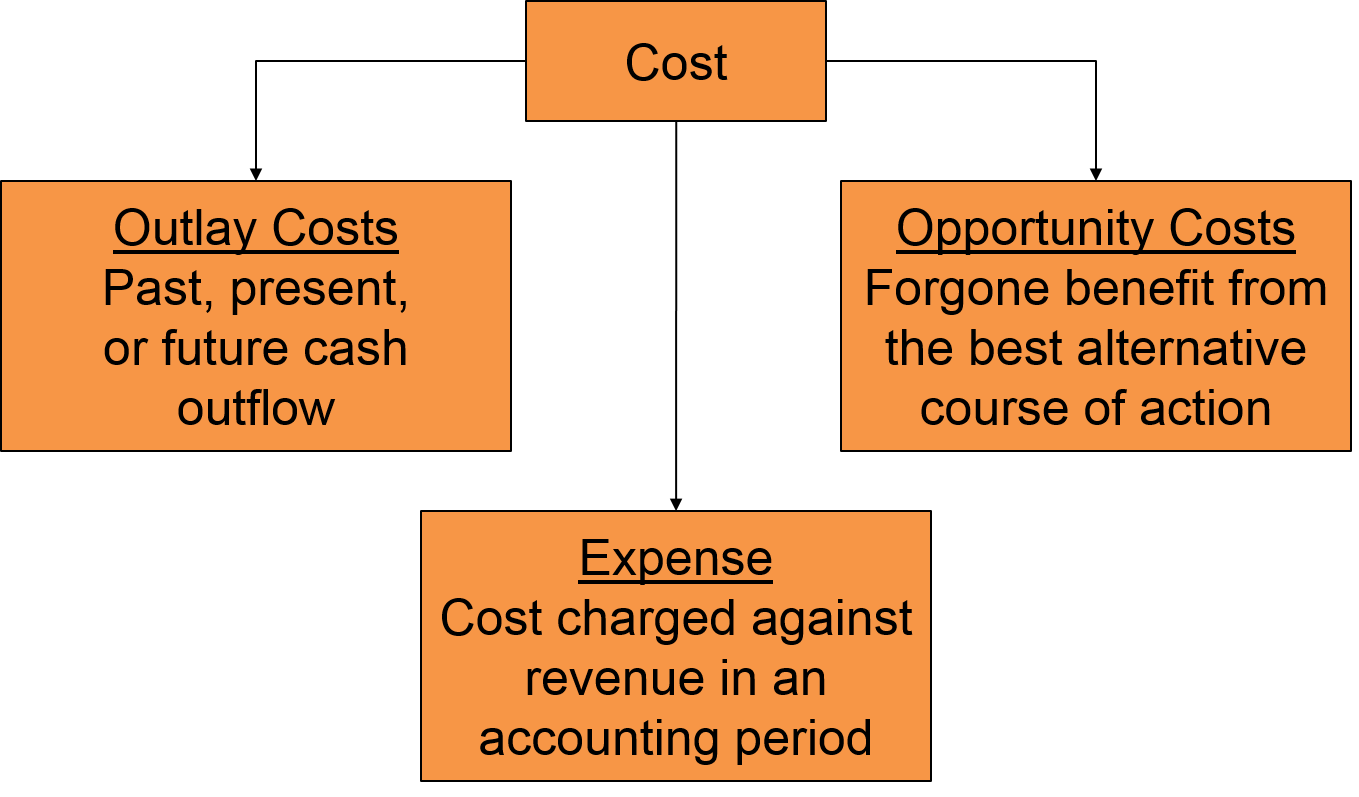 Cost
Outlay Costs
Past, present,
or future cash
outflow
Opportunity Costs
Forgone benefit from
the best alternative
course of action
Expense
Cost charged against
revenue in an
accounting period